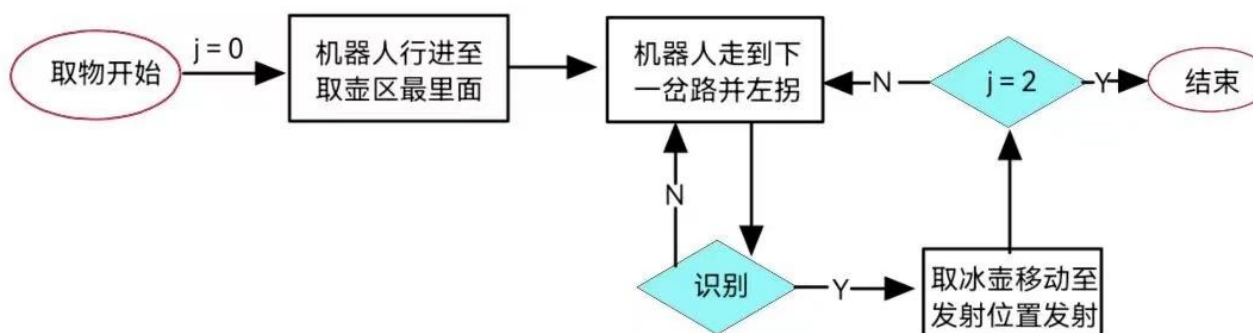 取物开始
j = 0
机器人行进至
取壶区最里面
机器人走到下
一岔路并左拐
N
j = 2
Y
结束
N
识别
Y
取冰壶移动至
发射位置发射